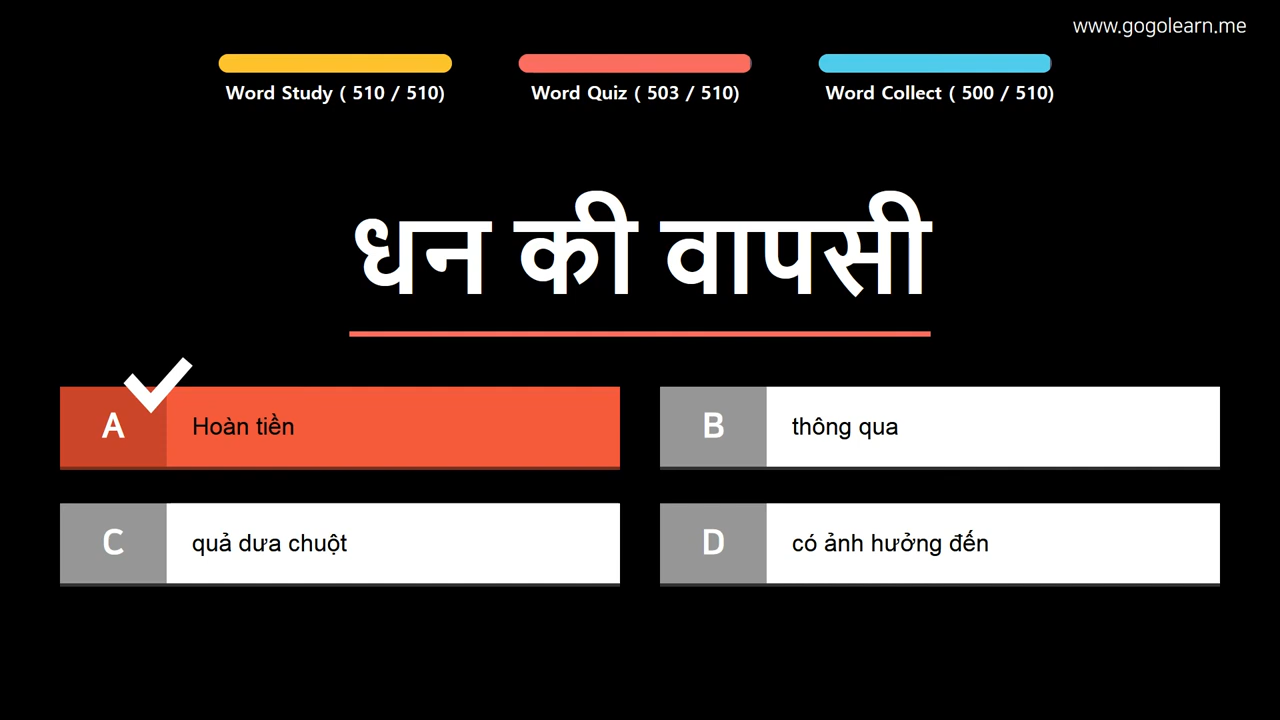 www.gogolearn.me
Word Study ( 510 / 510)
Word Quiz ( 503 / 510)
Word Collect ( 500 / 510)
धन की वापसी
A Hoàn tiền
B thông qua
C quả dưa chuột
D có ảnh hưởng đến